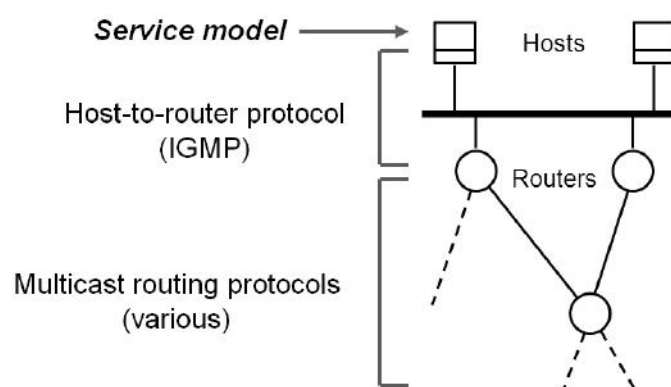 Service model
Hosts
Host-to-router protocol
(IGMP)
Routers
Multicast routing protocols
(various)